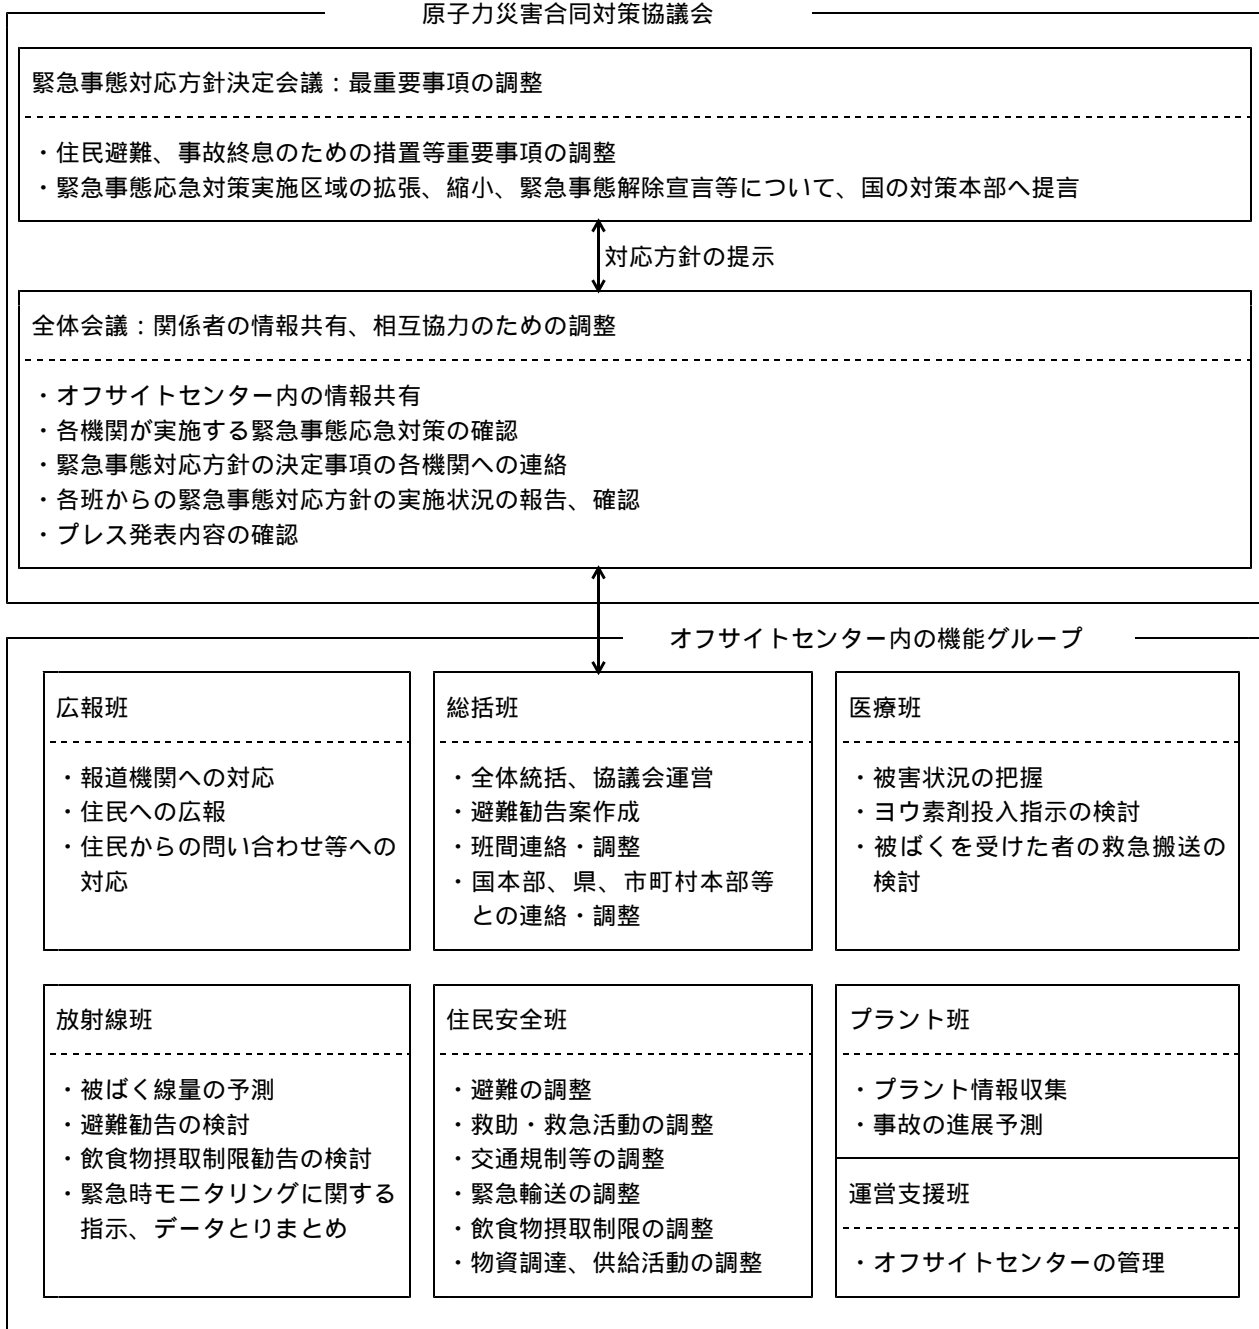 原子力災害合同対策協議会
緊急事態対応方針決定会議：最重要事項の調整
・住民避難、事故終息のための措置等重要事項の調整
・緊急事態応急対策実施区域の拡張、縮小、緊急事態解除宣言等について、国の対策本部へ提言
対応方針の提示
全体会議：関係者の情報共有、相互協力のための調整
・オフサイトセンター内の情報共有
・各機関が実施する緊急事態応急対策の確認
・緊急事態対応方針の決定事項の各機関への連絡
・各班からの緊急事態対応方針の実施状況の報告、確認
・プレス発表内容の確認
オフサイトセンター内の機能グループ
広報班
・報道機関への対応
・住民への広報
・住民からの問い合わせ等への
対応
総括班
・全体統括、協議会運営
・避難勧告案作成
・班間連絡・調整
・国本部、県、市町村本部等
との連絡・調整
医療班
・被害状況の把握
・ヨウ素剤投入指示の検討
・被ばくを受けた者の救急搬送の
検討
放射線班
・被ばく線量の予測
・避難勧告の検討
・飲食物摂取制限勧告の検討
・緊急時モニタリングに関する
指示、データとりまとめ
住民安全班
・避難の調整
・救助・救急活動の調整
・交通規制等の調整
・緊急輸送の調整
・飲食物摂取制限の調整
・物資調達、供給活動の調整
プラント班
・プラント情報収集
・事故の進展予測
運営支援班
・オフサイトセンターの管理